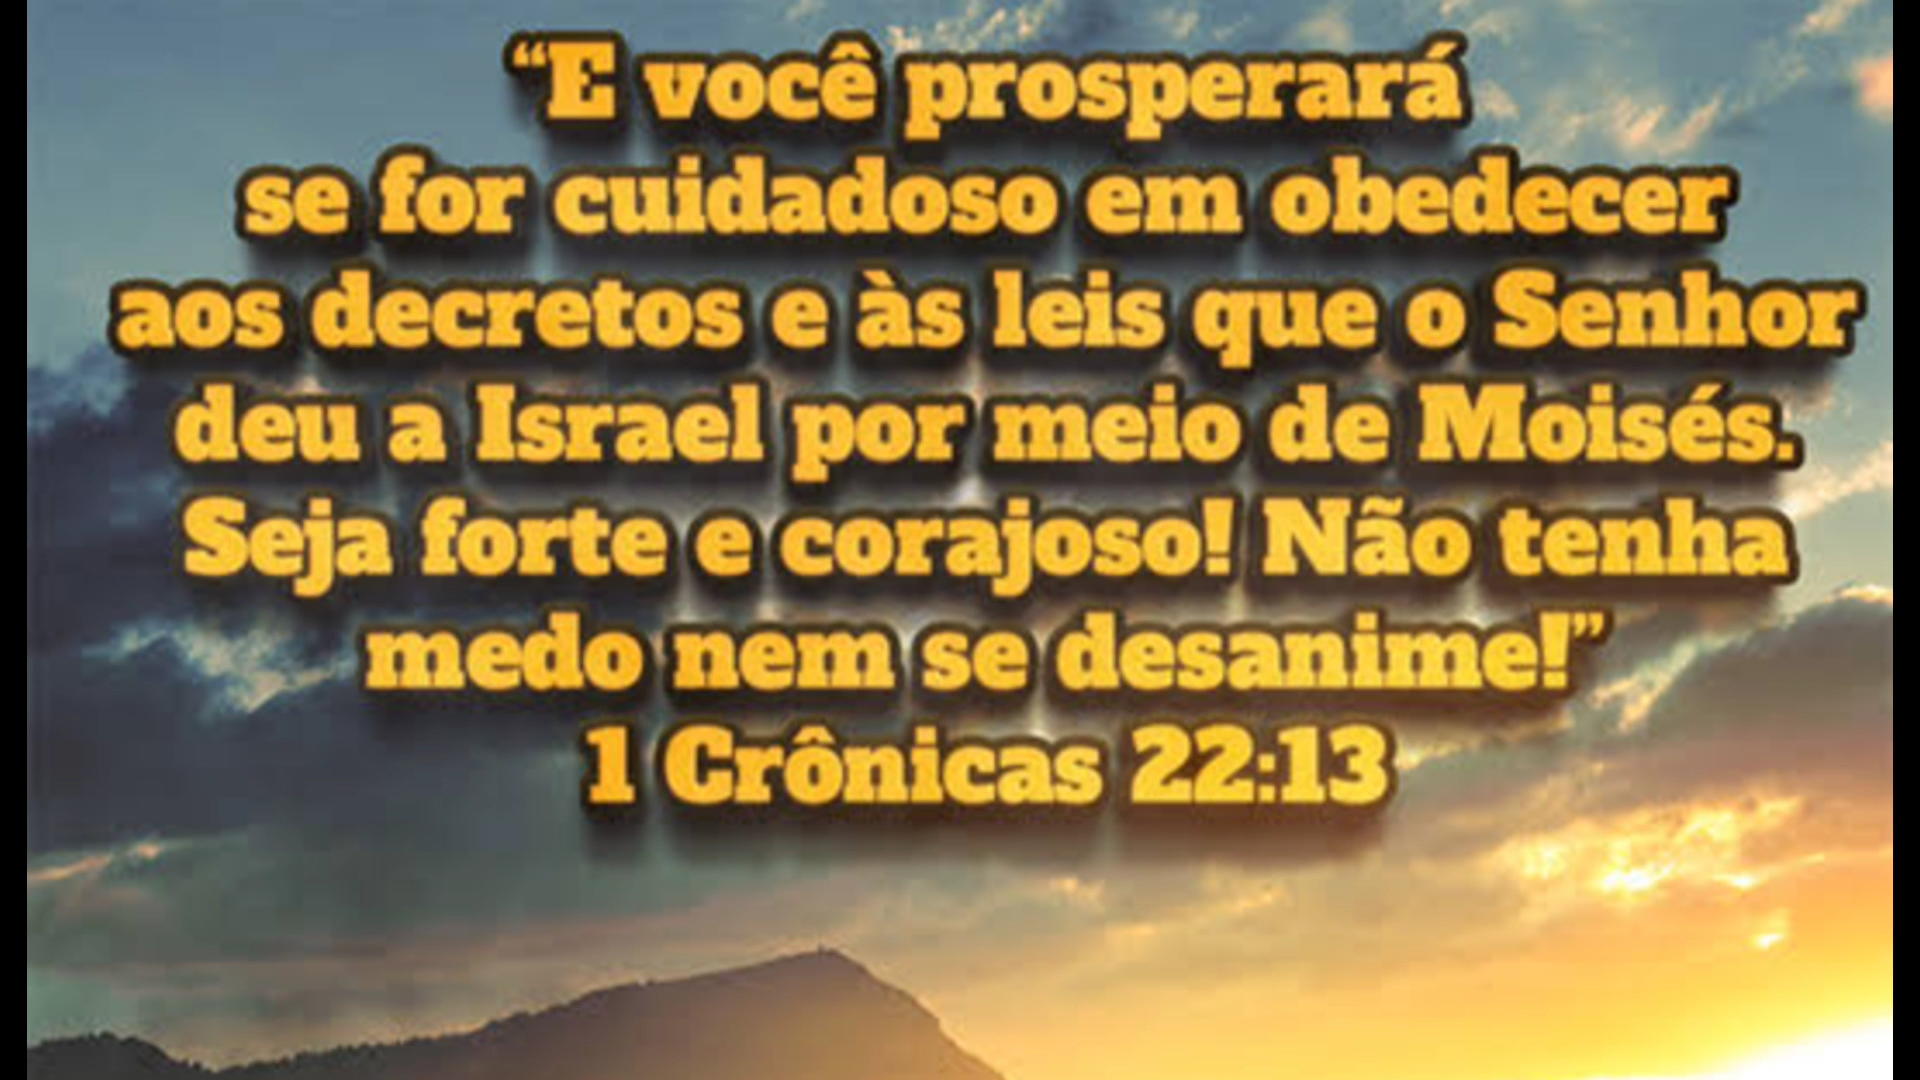 “E você prosperará
se for cuidadoso em obedecer
aos decretos e às leis que o Senhor
deu a Israel por meio de Moisés.
Seja forte e corajoso! Não tenha
medo nem se desanime!”
1 Crônicas 22:13